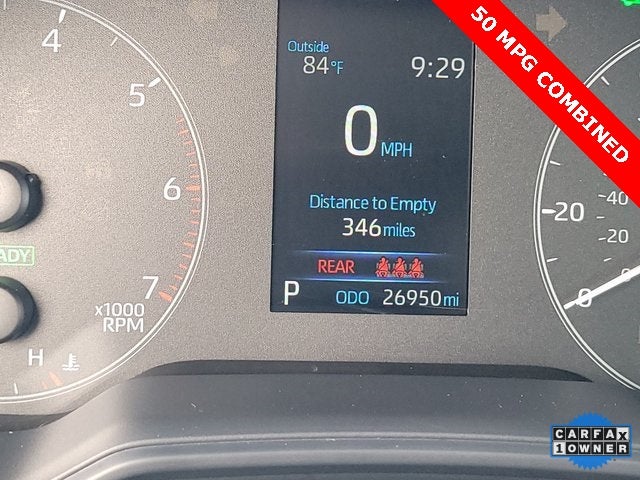 50 MPG COMBINED
Outside
84°F 9:29
0 MPH
Distance to Empty
346 miles
REAR
P ODO 26950 mi
4
5
6
7
x1000
RPM
H
20
0
40
20
0
CARFAX
1 OWNER